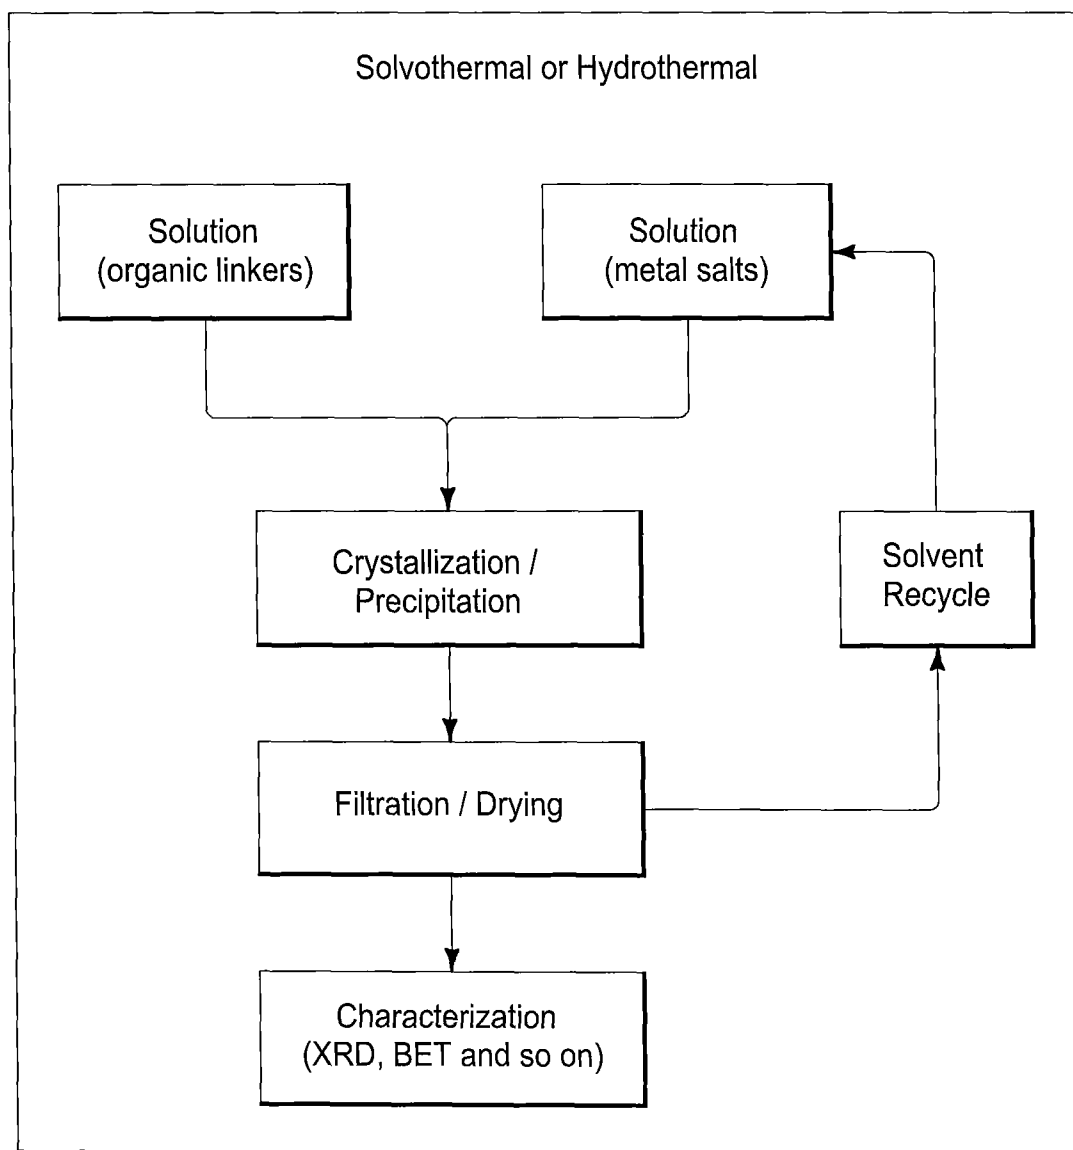 Solvothermal or Hydrothermal
Solution
(organic linkers)
Solution
(metal salts)
Crystallization /
Precipitation
Solvent
Recycle
Filtration / Drying
Characterization
(XRD, BET and so on)